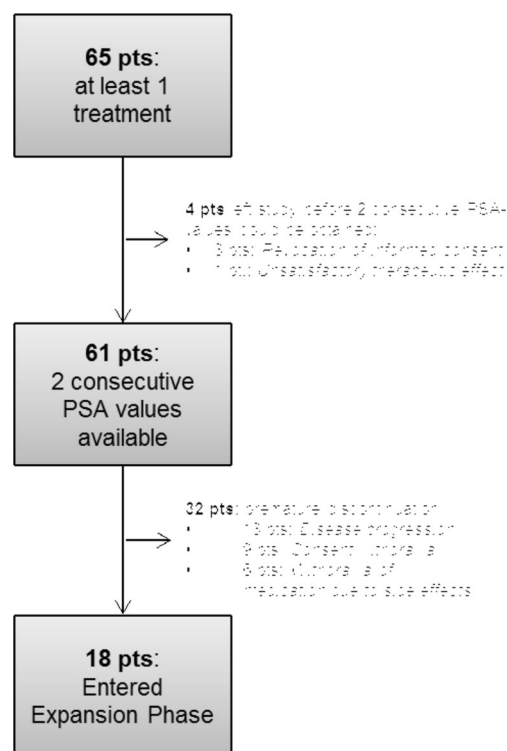 65 pts:
at least 1
treatment
4 pts left study before 2 consecutive PSA-
values could be obtained:
▪ 3 pts: Revocation of informed consent
▪ 1 pt: Unsatisfactory therapeutic effect
61 pts:
2 consecutive
PSA values
available
32 pts: premature discontinuation
▪ pts: Disease progression
▪ 9 pts: Consent withdrawal
▪ pts: Withdrawal of
medication due to side effects
18 pts:
Entered
Expansion Phase